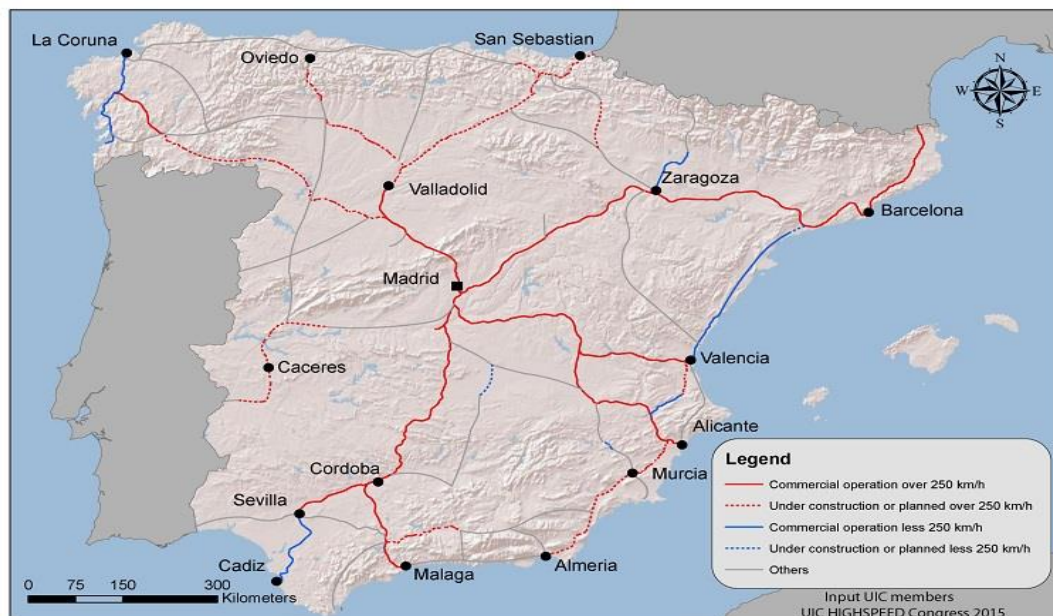 La Coruna
Oviedo
San Sebastian
N
W
E
S
Valladolid
Zaragoza
Barcelona
Madrid
Caceres
Valencia
Alicante
Cordoba
Murcia
Sevilla
Cadiz
Malaga
Almeria
Legend
Commercial operation over 250 km/h
Under construction or planned over 250 km/h
Commercial operation less 250 km/h
Under construction or planned less 250 km/h
Others
0 75 150 300
Kilometers
Input UIC members
UIC HIGHSPEED Congress 2015